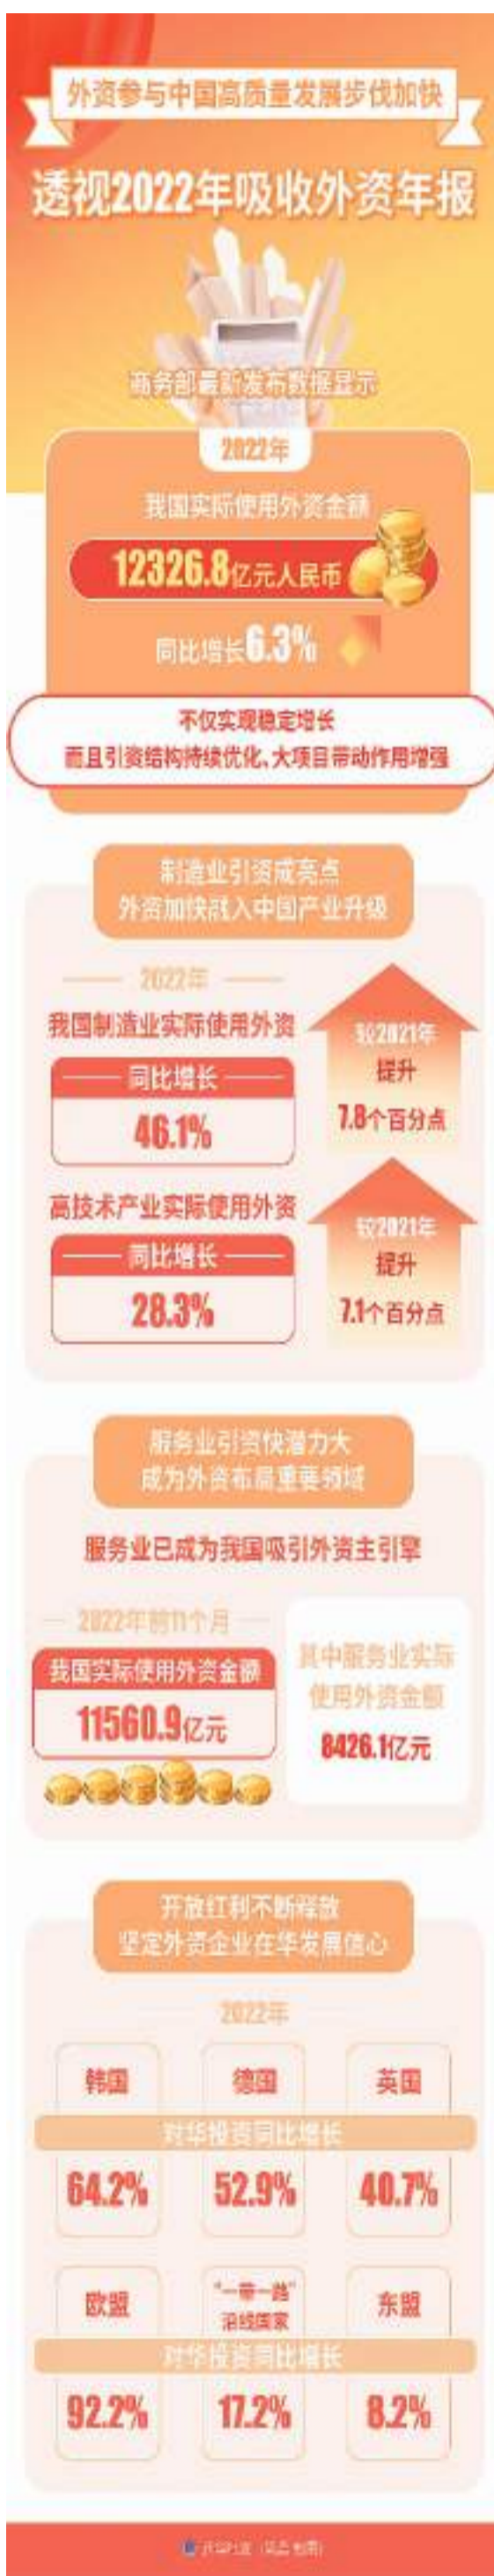 外资参与中国高质量发展步伐加快
透视2022年吸收外资年报
商务部最新发布数据显示
2022年
我国实际使用外资金额
12326.8亿元人民币
同比增长6.3%
不仅实现稳定增长
而且引资结构持续优化、大项目带动作用增强
制造业引资成亮点
外资加快融入中国产业升级
2022年
我国制造业实际使用外资
同比增长
46.1%
较2021年
提升
7.8个百分点
高技术产业实际使用外资
同比增长
28.3%
较2021年
提升
7.1个百分点
服务业引资快潜力大
成为外资布局重要领域
服务业已成为我国吸引外资主引擎
2022年前11个月
我国实际使用外资金额
11560.9亿元
其中服务业实际
使用外资金额
8426.1亿元
开放红利不断释放
坚定外资企业在华发展信心
2022年
韩国 德国 英国
对华投资同比增长
64.2% 52.9% 40.7%
欧盟 “一带一路”沿线国家 东盟
对华投资同比增长
92.2% 17.2% 8.2%